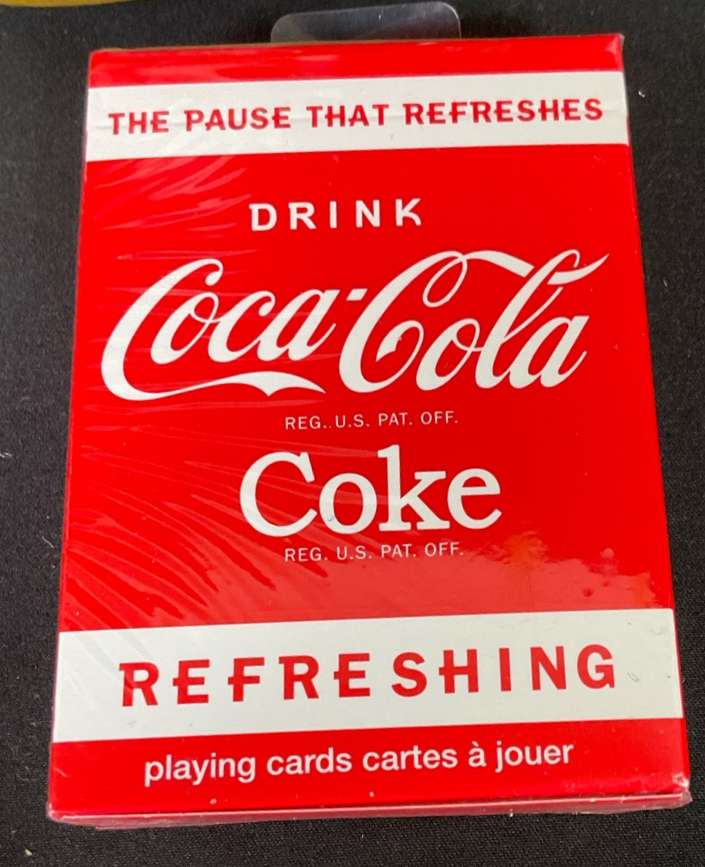 THE PAUSE THAT REFRESHES
DRINK
Coca-Cola
REG. U.S. PAT. OFF.
Coke
REG. U.S. PAT. OFF.
REFRESHING
playing cards cartes à jouer